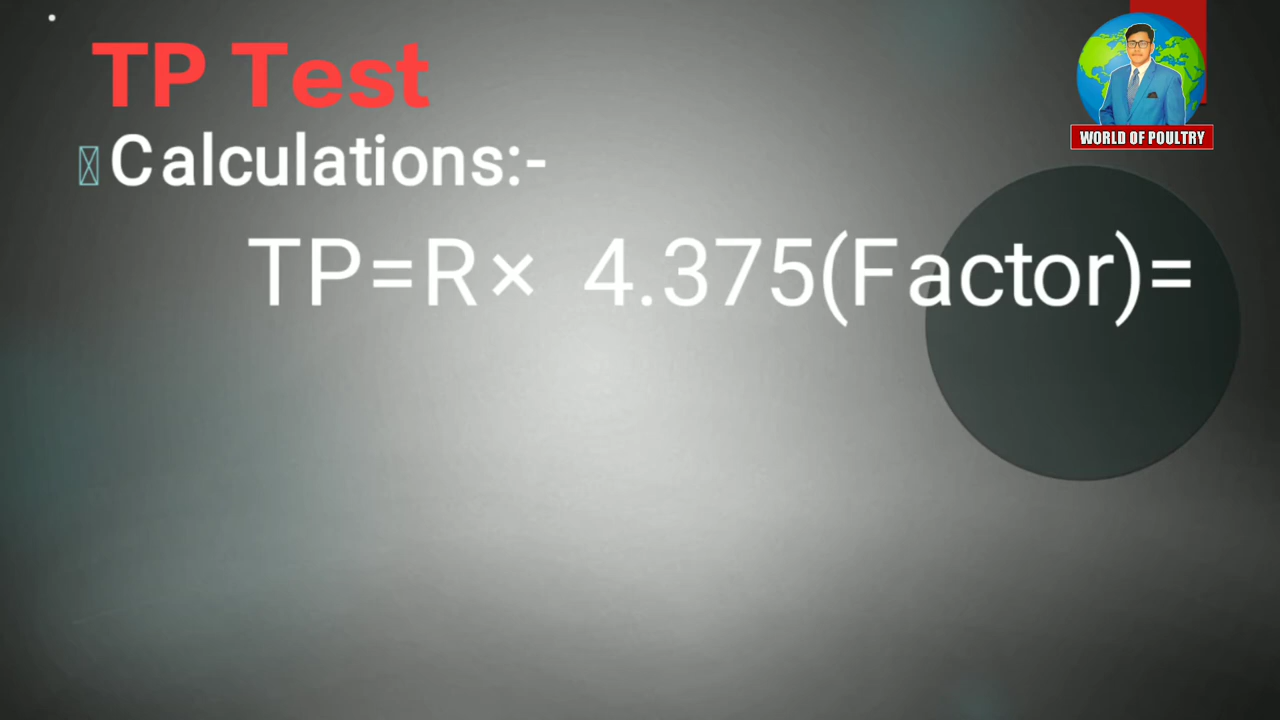 TP Test
Calculations:-
TP=R× 4.375(Factor)=
WORLD OF POULTRY